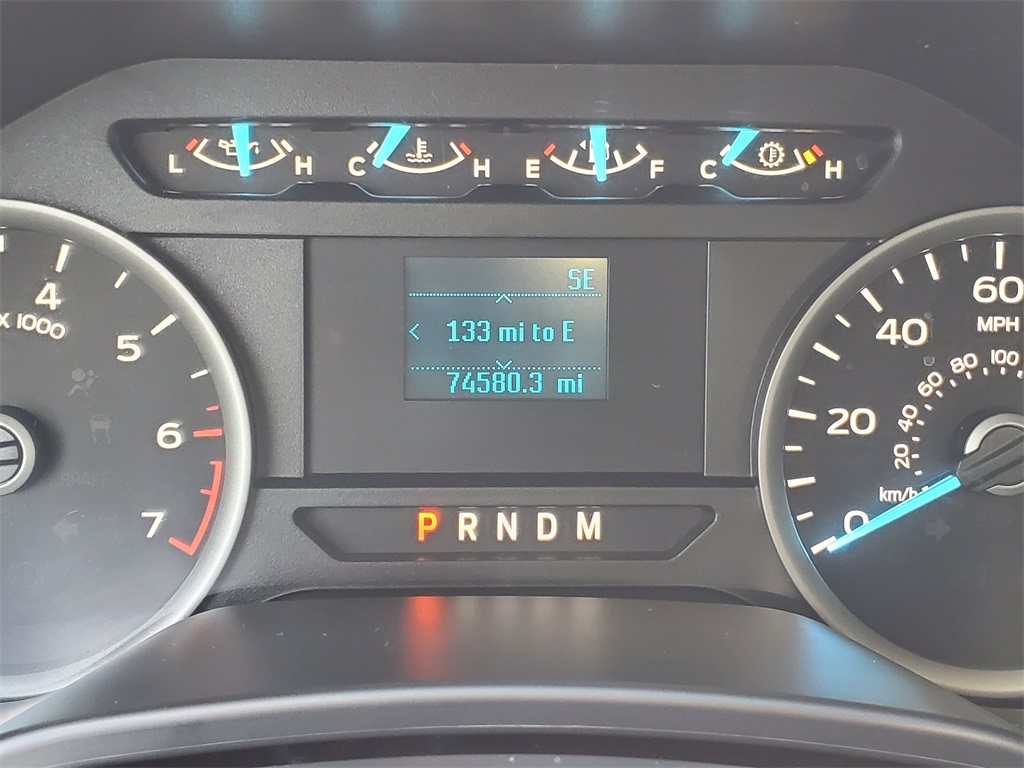 L H C H E F C H
SE
< 133 mi to E
74580.3 mi
4
X 1000
5
6
7
BRAKE
P R N D M
60
MPH
40
20
0
100
80
60
40
20
km/h